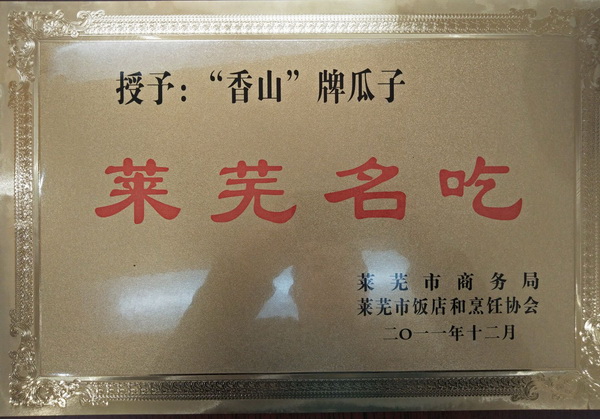 授予：“香山”牌瓜子
莱芜名吃
莱芜市商务局
莱芜市饭店和烹饪协会
二〇一一年十二月